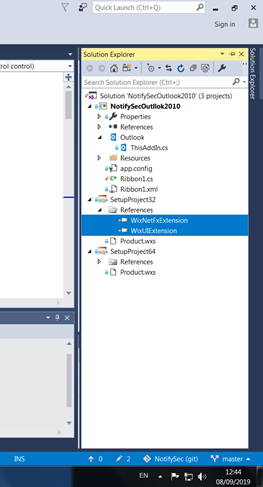 Quick Launch (Ctrl+Q)
Sign in
Solution Explorer
rol control)
Search Solution Explorer (Ctrl+;)
Solution 'NotifySecOutlook2010' (3 projects)
NotifySecOutllook2010
Properties
References
Outlook
ThisAddIn.cs
Resources
app.config
Ribbon1.cs
Ribbon1.xml
SetupProject32
References
WixNetFxExtension
WixUIExtension
Product.wxs
SetupProject64
References
Product.wxs
Solution Explorer
INS
0
2
NotifySec (git)
master
EN
12:44
08/09/2019